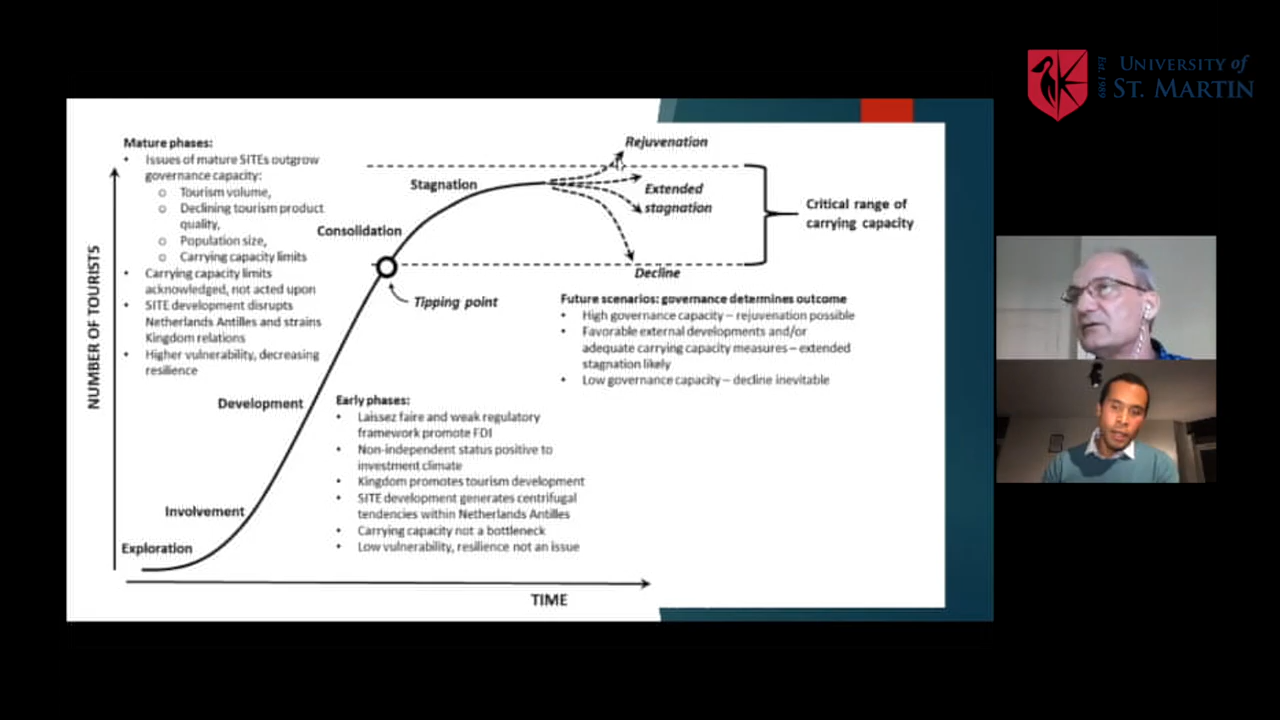 Est. 1989
UNIVERSITY of
ST. MARTIN
Mature phases:
• Issues of mature SITEs outgrow
governance capacity:
o Tourism volume,
o Declining tourism product
quality,
o Population size,
o Carrying capacity limits
• Carrying capacity limits
acknowledged, not acted upon
• SITE development disrupts
Netherlands Antilles and strains
Kingdom relations
• Higher vulnerability, decreasing
resilience
NUMBER OF TOURISTS
Rejuvenation
Stagnation
Extended
stagnation
Critical range of
carrying capacity
Consolidation
Decline
Tipping point
Future scenarios: governance determines outcome
• High governance capacity – rejuvenation possible
• Favorable external developments and/or
adequate carrying capacity measures – extended
stagnation likely
• Low governance capacity – decline inevitable
Development
Early phases:
• Laissez faire and weak regulatory
framework promote FDI
• Non-independent status positive to
investment climate
• Kingdom promotes tourism development
• SITE development generates centrifugal
tendencies within Netherlands Antilles
• Carrying capacity not a bottleneck
• Low vulnerability, resilience not an issue
Involvement
Exploration
TIME